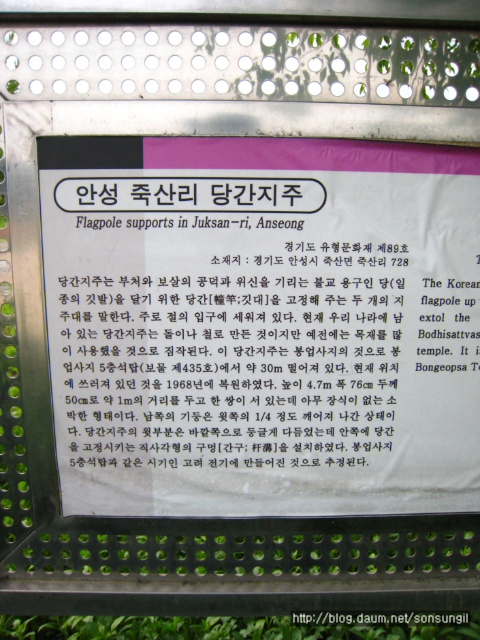 안성 죽산리 당간지주
Flagpole supports in Juksan-ri, Anseong
경기도 유형문화재 제89호
소재지 : 경기도 안성시 죽산면 죽산리 728
당간지주는 부처와 보살의 공덕과 위신을 기리는 불교 용구인 당(일
종의 깃발)을 달기 위한 당간[幢竿;깃대]을 고정해 주는 두 개의 지
주대를 말한다. 주로 절의 입구에 세워져 있다. 현재 우리 나라에 남
아 있는 당간지주는 돌이나 철로 만든 것이지만 예전에는 목재를 많
이 사용했을 것으로 짐작된다. 이 당간지주는 봉업사지의 것으로 봉
업사지 5층석탑(보물 제435호)에서 약 30m 떨어져 있다. 현재 위치
에 쓰러져 있던 것을 1968년에 복원하였다. 높이 4.7m 폭 76㎝ 두께
50㎝로 약 1m의 거리를 두고 한 쌍이 서 있는데 아무 장식이 없는 소
박한 형태이다. 남쪽의 기둥은 윗쪽의 1/4 정도 깨어져 나간 상태이
다. 당간지주의 윗부분은 바깥쪽으로 둥글게 다듬었는데 안쪽에 당간
을 고정시키는 직사각형의 구멍[간구; 杆溝]을 설치하였다. 봉업사지
5층석탑과 같은 시기인 고려 전기에 만들어진 것으로 추정된다.
The Korean
flagpole up
extol the
Bodhisattvas
temple. It i
Bongeopsa Te
http://blog.daum.net/sonsungil